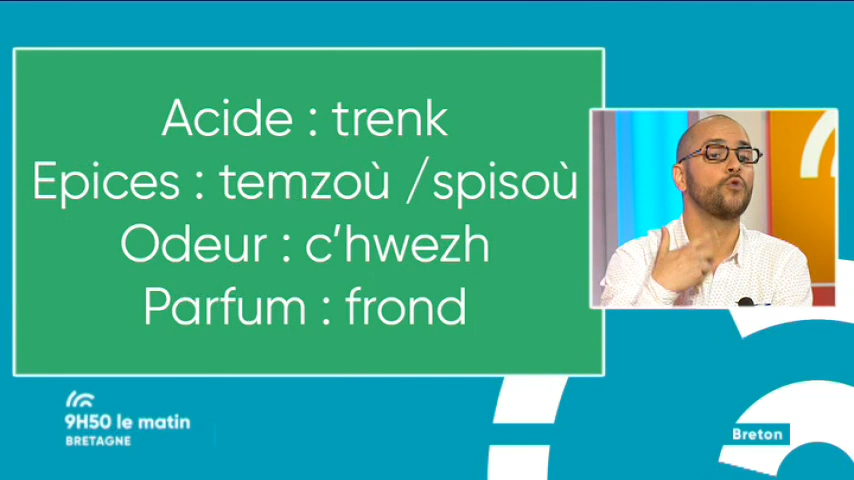 Acide : trenk
Epices : temzoù /spisoù
Odeur : c’hwezh
Parfum : frond
9H50 le matin
BRETAGNE
Breton